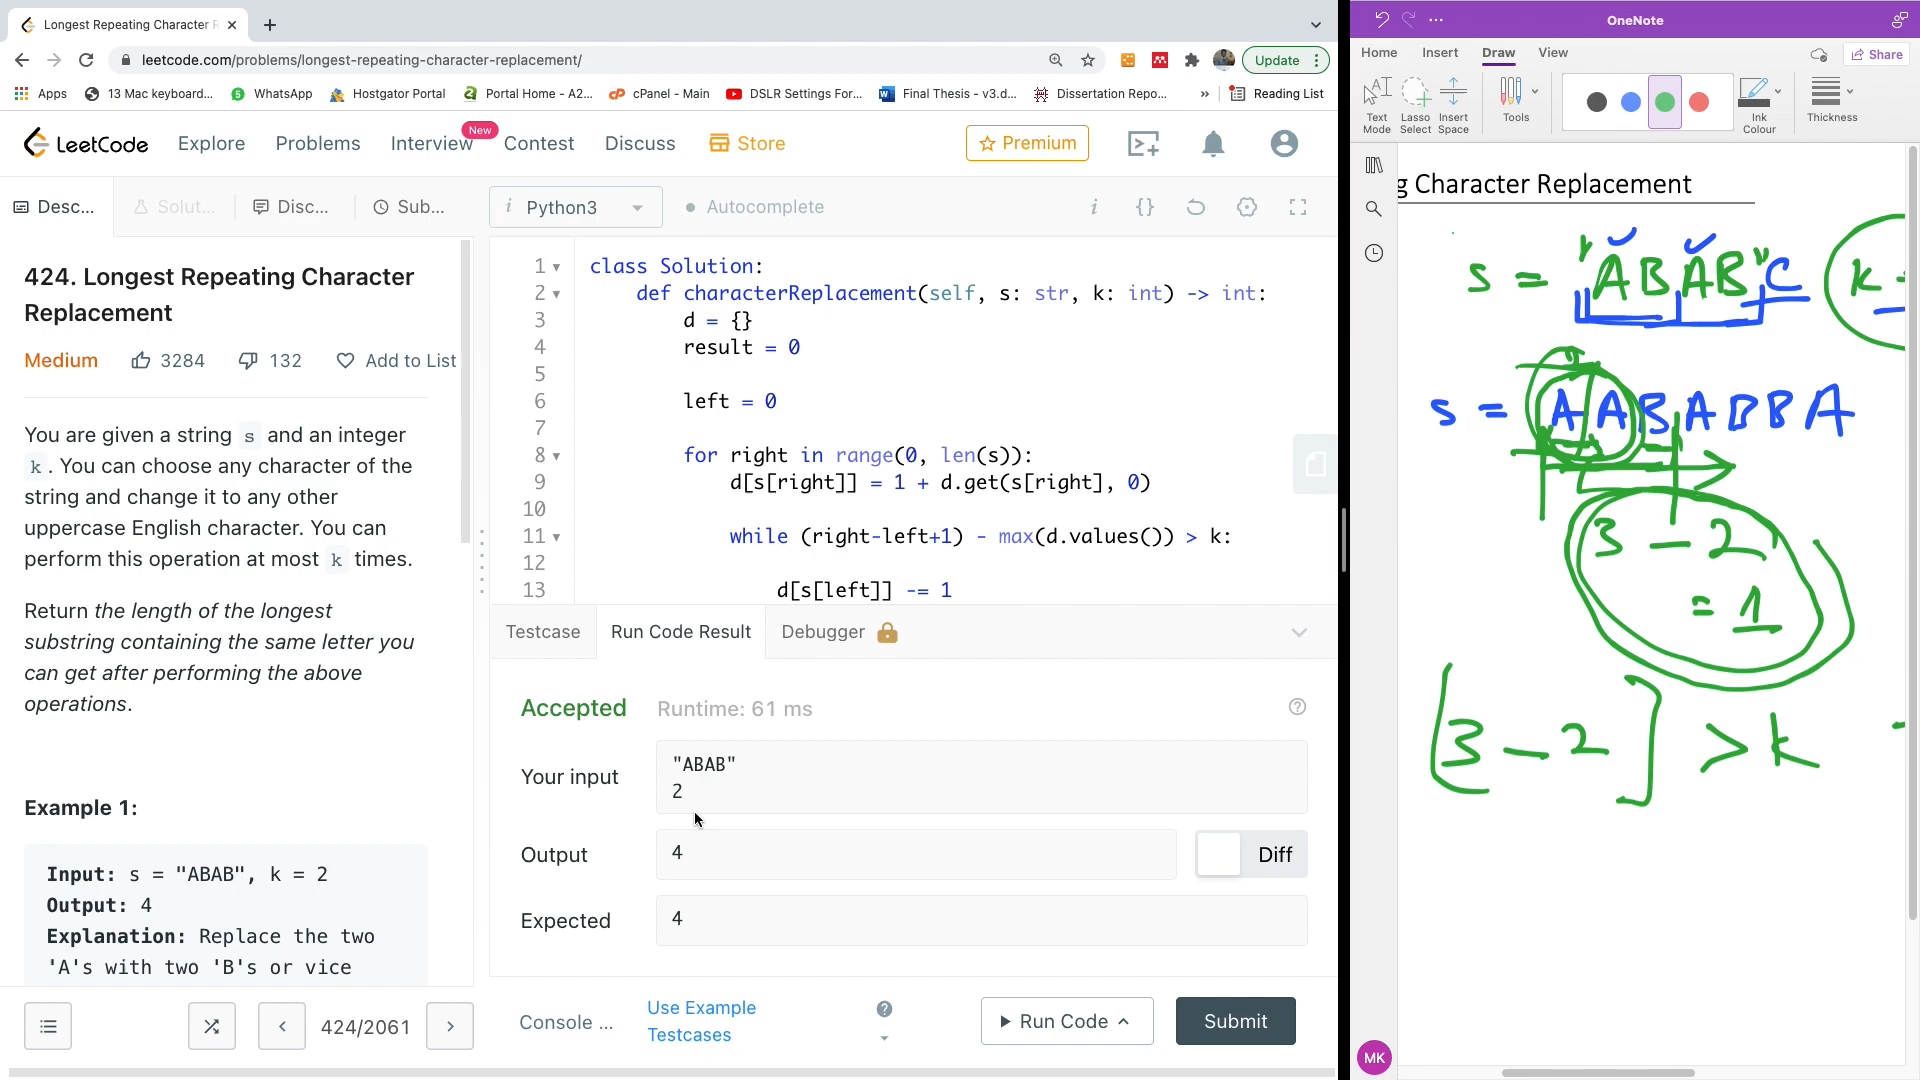 Longest Repeating Character R
leetcode.com/problems/longest-repeating-character-replacement/
Update
Apps
13 Mac keyboard...
WhatsApp
Hostgator Portal
Portal Home - A2...
cPanel - Main
DSLR Settings For...
Final Thesis - v3.d...
Dissertation Repo...
»
Reading List
LeetCode
Explore
Problems
Interview
New
Contest
Discuss
Store
Premium
Desc...
Solut...
Disc...
Sub...
i Python3
Autocomplete
i
{}
424. Longest Repeating Character
Replacement
Medium
3284
132
Add to List
You are given a string s and an integer
k . You can choose any character of the
string and change it to any other
uppercase English character. You can
perform this operation at most k times.
Return the length of the longest
substring containing the same letter you
can get after performing the above
operations.
Example 1:
Input: s = "ABAB", k = 2
Output: 4
Explanation: Replace the two
'A's with two 'B's or vice
424/2061
1 class Solution:
2 def characterReplacement(self, s: str, k: int) -> int:
3 d = {}
4 result = 0
5
6 left = 0
7
8 for right in range(0, len(s)):
9 d[s[right]] = 1 + d.get(s[right], 0)
10
11 while (right-left+1) - max(d.values()) > k:
12
13 d[s[left]] -= 1
Testcase
Run Code Result
Debugger
Accepted
Runtime: 61 ms
Your input
"ABAB"
2
Output
4
Diff
Expected
4
Console ...
Use Example
Testcases
Run Code
Submit
OneNote
Home
Insert
Draw
View
Share
Text
Mode
Lasso
Select
Insert
Space
Tools
Ink
Colour
Thickness
g Character Replacement
s = "ABAB" C
k
s = AABABBA
3 - 2
= 1
[3 - 2] > k
MK